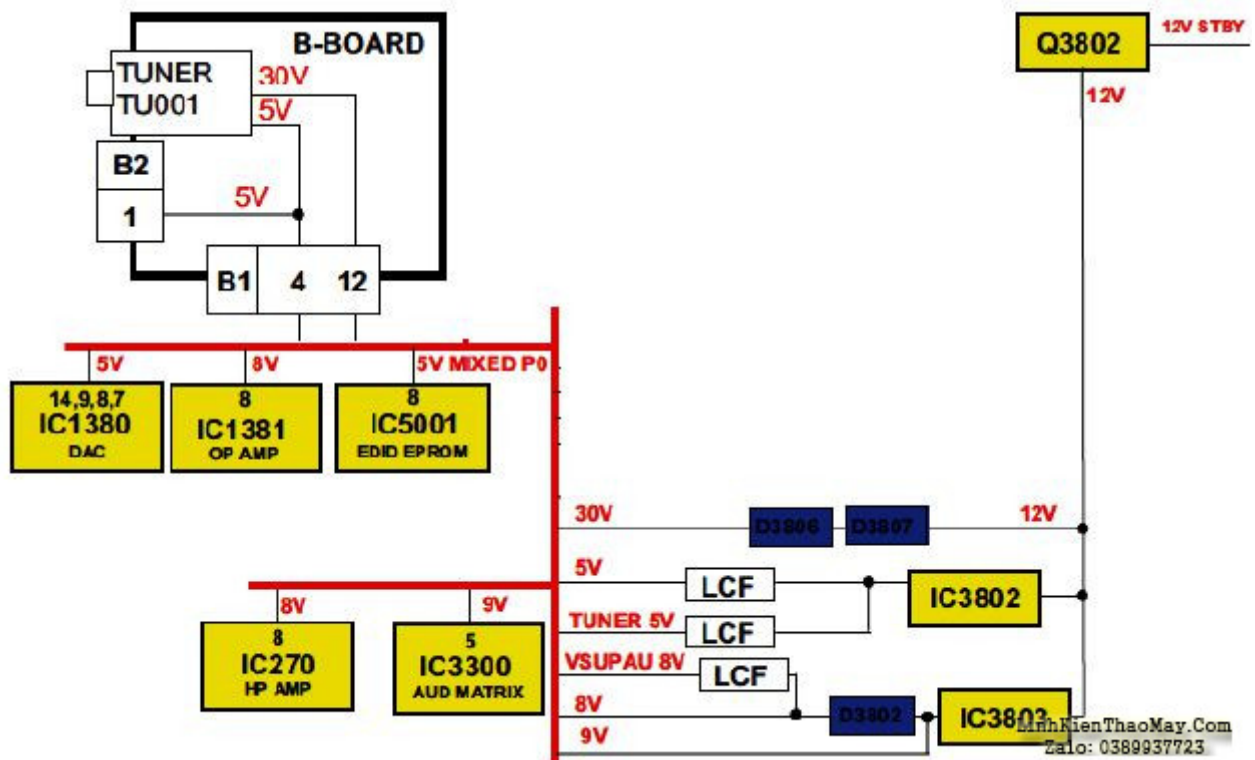 B-BOARD
TUNER
TU001
30V
5V
B2
1
5V
B1 4 12
Q3802
12V STBY
12V
5V
8V
5V MIXED P0
14,9,8,7
IC1380
DAC
8
IC1381
OP AMP
8
IC5001
EDID EPROM
30V
D3806
D3807
12V
5V
LCF
IC3802
TUNER 5V
LCF
VSUPAU 8V
LCF
8V
D3802
IC3803
9V
8V
9V
8
IC270
HP AMP
5
IC3300
AUD MATRIX
LinhKienThaoMay.Com
Zalo: 0389937723